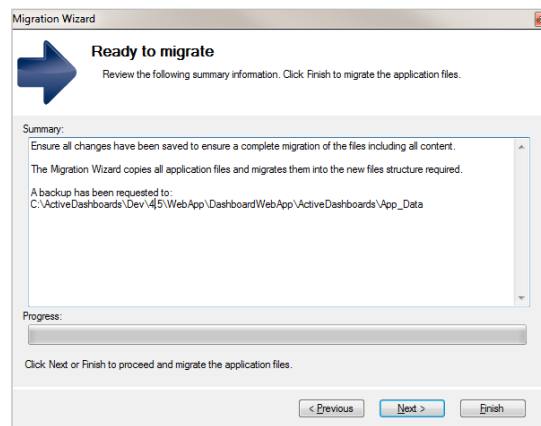 Migration Wizard
Ready to migrate
Review the following summary information. Click Finish to migrate the application files.
Summary:
Ensure all changes have been saved to ensure a complete migration of the files including all content.
The Migration Wizard copies all application files and migrates them into the new files structure required.
A backup has been requested to:
C:\ActiveDashboards\Dev\4.5\WebApp\DashboardWebApp\ActiveDashboards\App_Data
Progress:
Click Next or Finish to proceed and migrate the application files.
< Previous Next > Finish